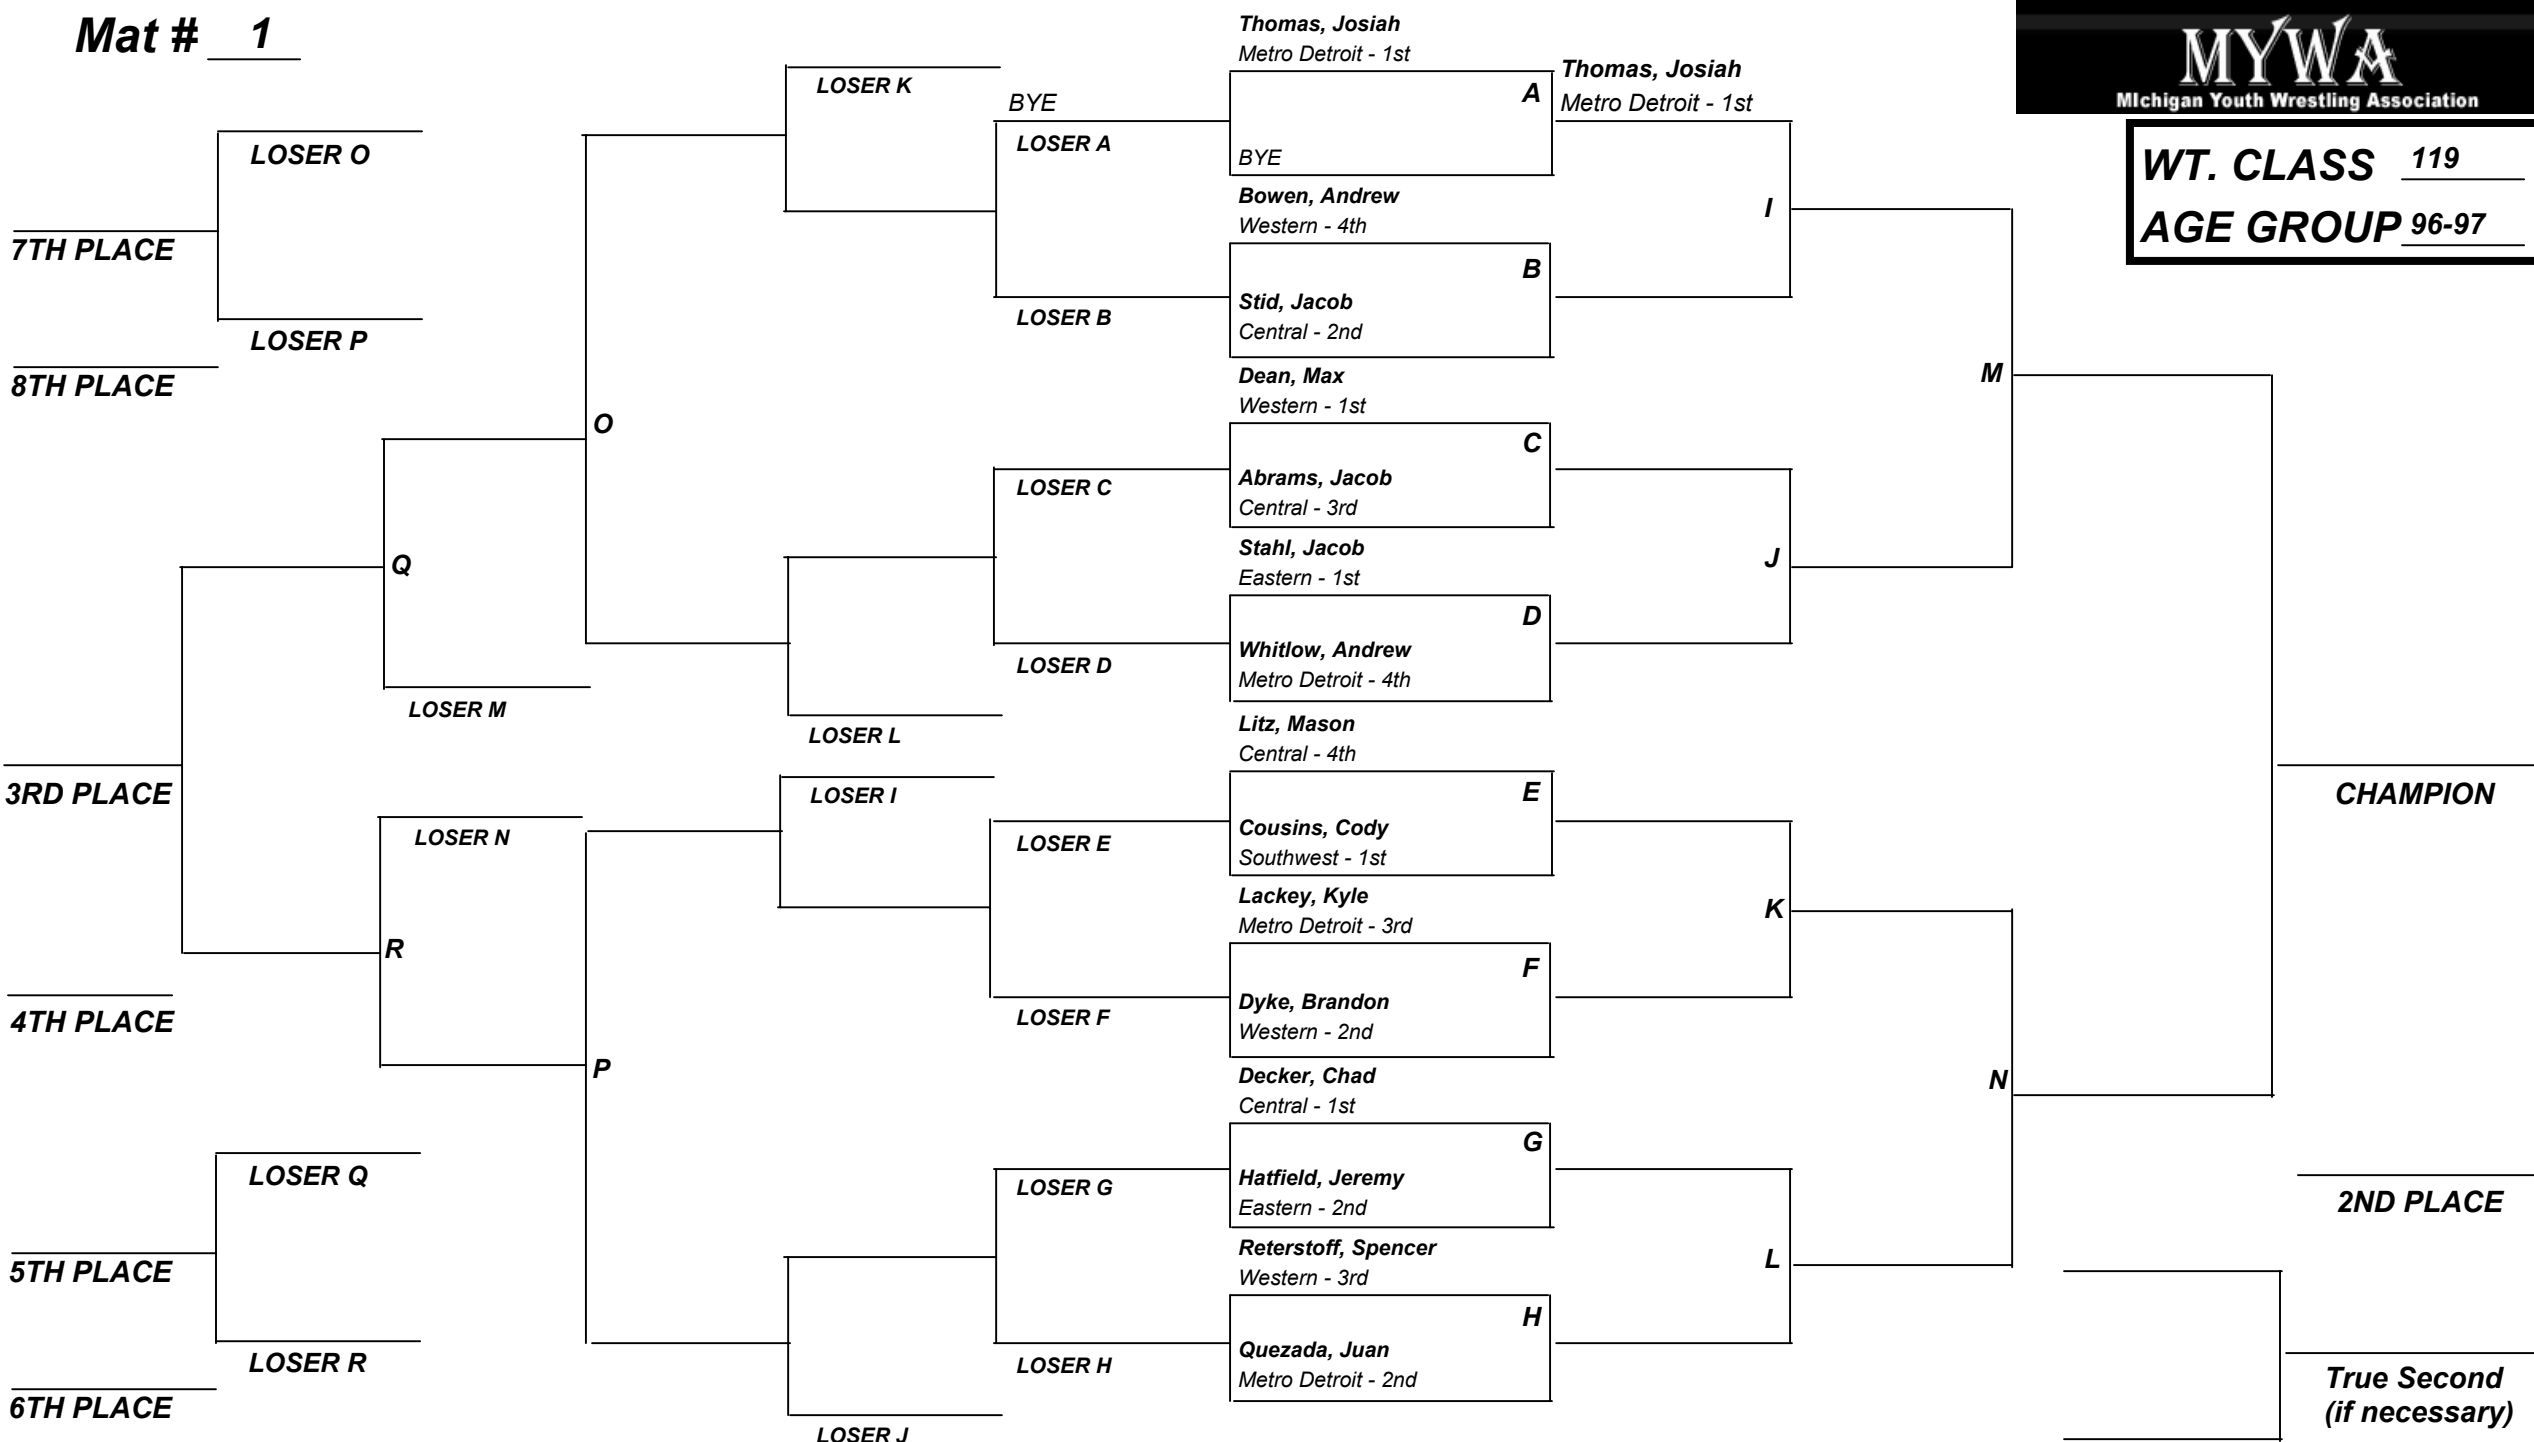 Mat # 1
MYWA
Michigan Youth Wrestling Association
WT. CLASS 119
AGE GROUP 96-97
LOSER O
7TH PLACE
LOSER P
8TH PLACE
O
Q
LOSER M
3RD PLACE
LOSER N
R
4TH PLACE
P
LOSER Q
5TH PLACE
LOSER R
6TH PLACE
LOSER K
LOSER L
LOSER I
LOSER J
BYE
LOSER A
LOSER B
LOSER C
LOSER D
LOSER E
LOSER F
LOSER G
LOSER H
Thomas, Josiah
Metro Detroit - 1st
A
BYE
Bowen, Andrew
Western - 4th
B
Stid, Jacob
Central - 2nd
Dean, Max
Western - 1st
C
Abrams, Jacob
Central - 3rd
Stahl, Jacob
Eastern - 1st
D
Whitlow, Andrew
Metro Detroit - 4th
Litz, Mason
Central - 4th
E
Cousins, Cody
Southwest - 1st
Lackey, Kyle
Metro Detroit - 3rd
F
Dyke, Brandon
Western - 2nd
Decker, Chad
Central - 1st
G
Hatfield, Jeremy
Eastern - 2nd
Reterstoff, Spencer
Western - 3rd
H
Quezada, Juan
Metro Detroit - 2nd
Thomas, Josiah
Metro Detroit - 1st
I
J
K
L
M
N
CHAMPION
2ND PLACE
True Second
(if necessary)